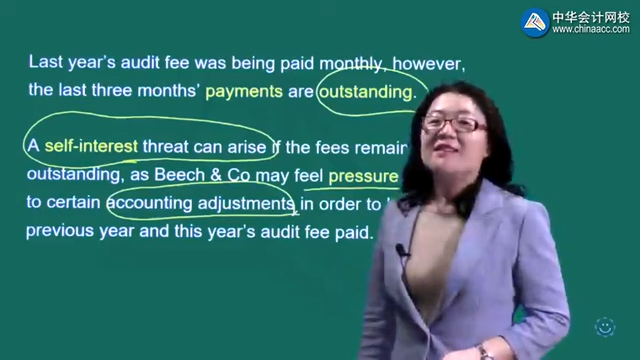 中华会计网校
www.chinaacc.com
Last year's audit fee was being paid monthly, however,
the last three months' payments are outstanding.
A self-interest threat can arise if the fees remain
outstanding, as Beech & Co may feel pressure
to certain accounting adjustments in order to
previous year and this year's audit fee paid.